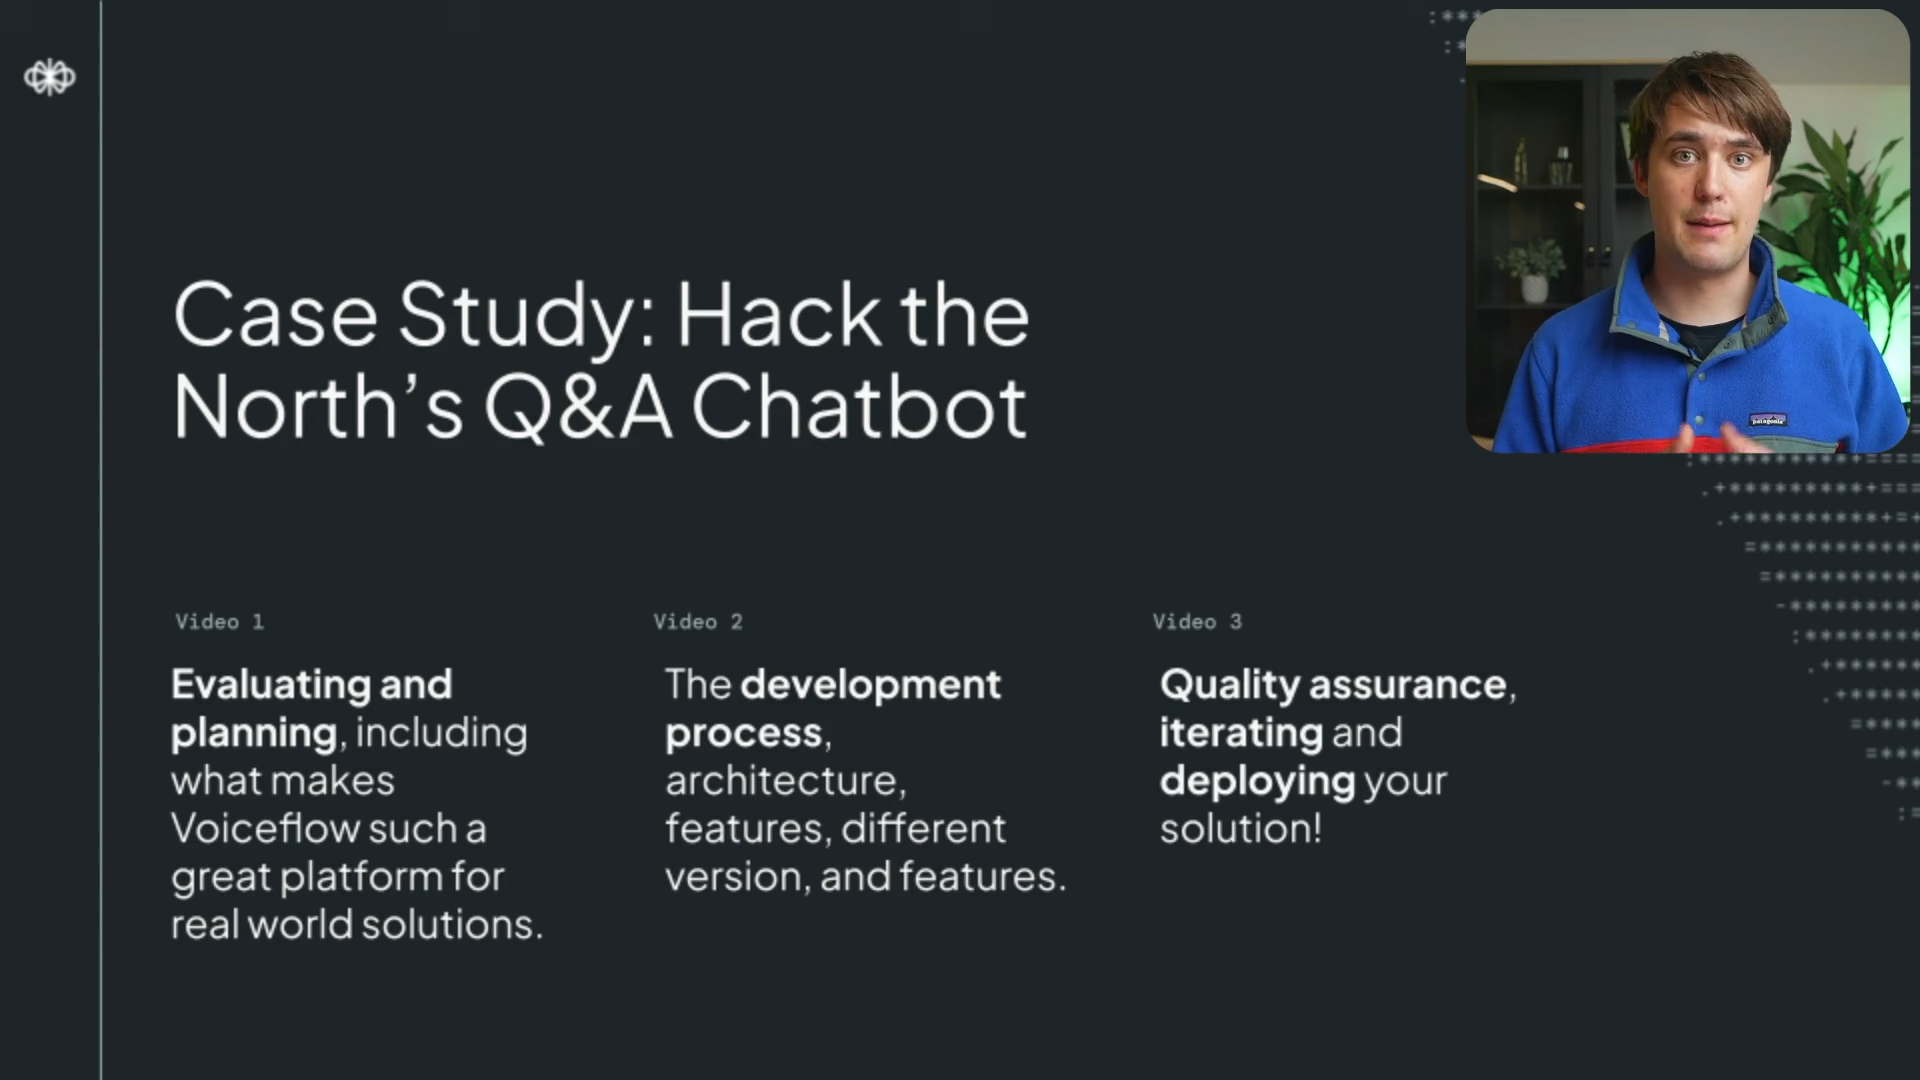 Case Study: Hack the
North’s Q&A Chatbot
Video 1
Evaluating and
planning, including
what makes
Voiceflow such a
great platform for
real world solutions.
Video 2
The development
process,
architecture,
features, different
version, and features.
Video 3
Quality assurance,
iterating and
deploying your
solution!
patagonia